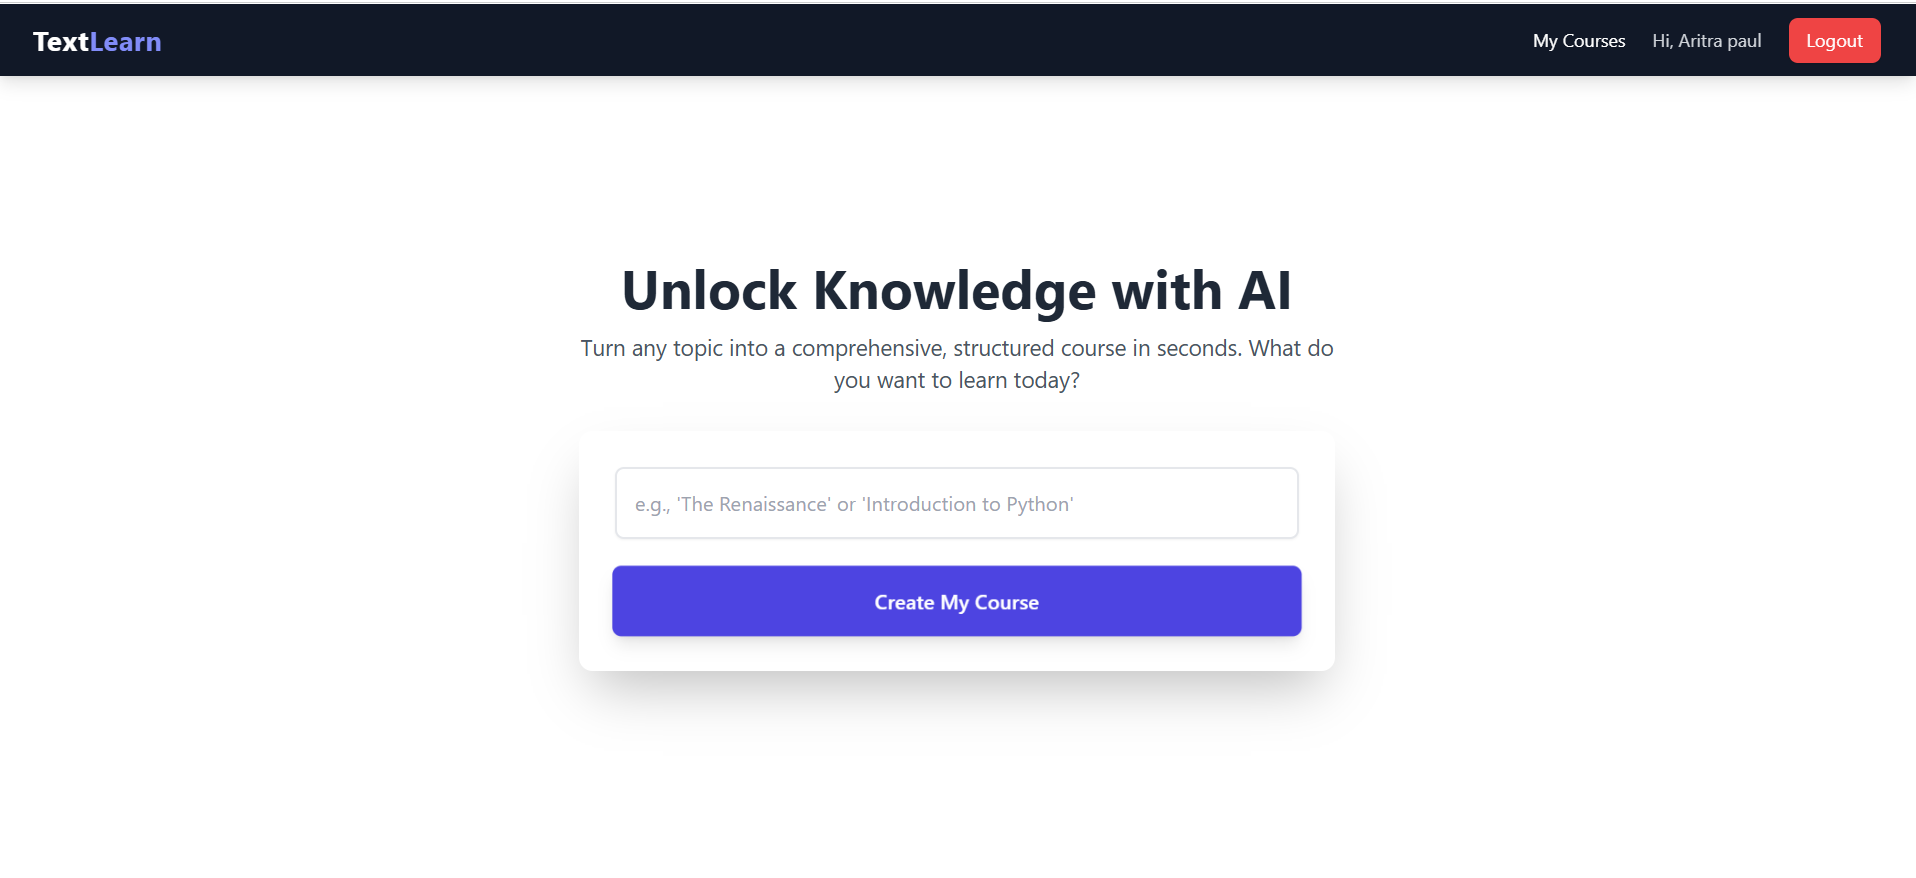 TextLearn
My Courses
Hi, Aritra paul
Logout
Unlock Knowledge with AI
Turn any topic into a comprehensive, structured course in seconds. What do
you want to learn today?
e.g., 'The Renaissance' or 'Introduction to Python'
Create My Course